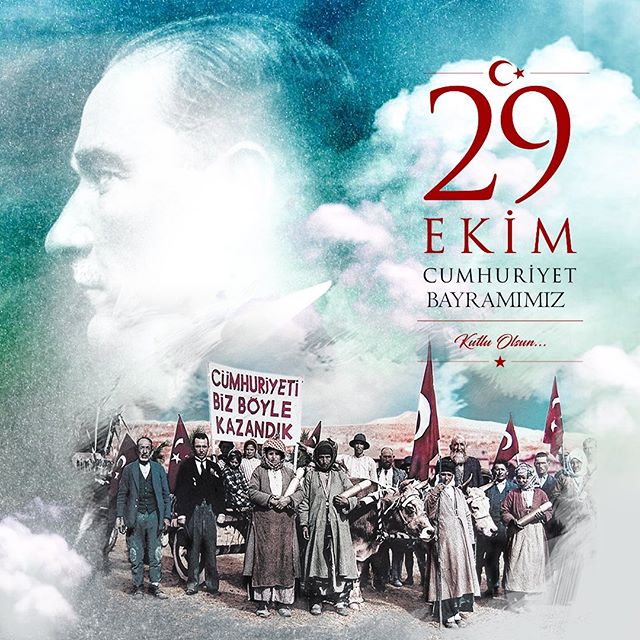 29
EKİM
CUMHURİYET
BAYRAMIMIZ
Kutlu Olsun...
CÜMHURİYETİ
BİZ BÖYLE
KAZANDIK